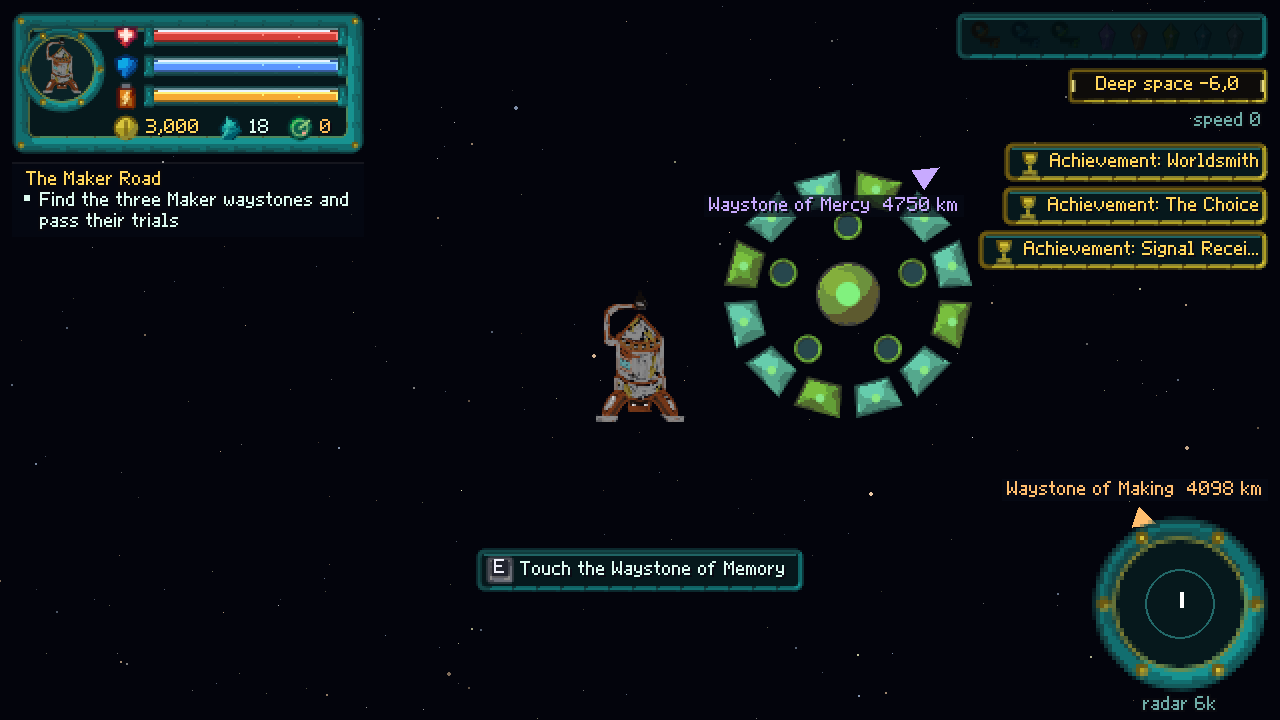 3,000 18 0
The Maker Road
Find the three Maker waystones and
pass their trials
Deep space -6,0
speed 0
Achievement: Worldsmith
Achievement: The Choice
Achievement: Signal Recei...
Waystone of Mercy 4750 km
Waystone of Making 4098 km
E Touch the Waystone of Memory
radar 6k